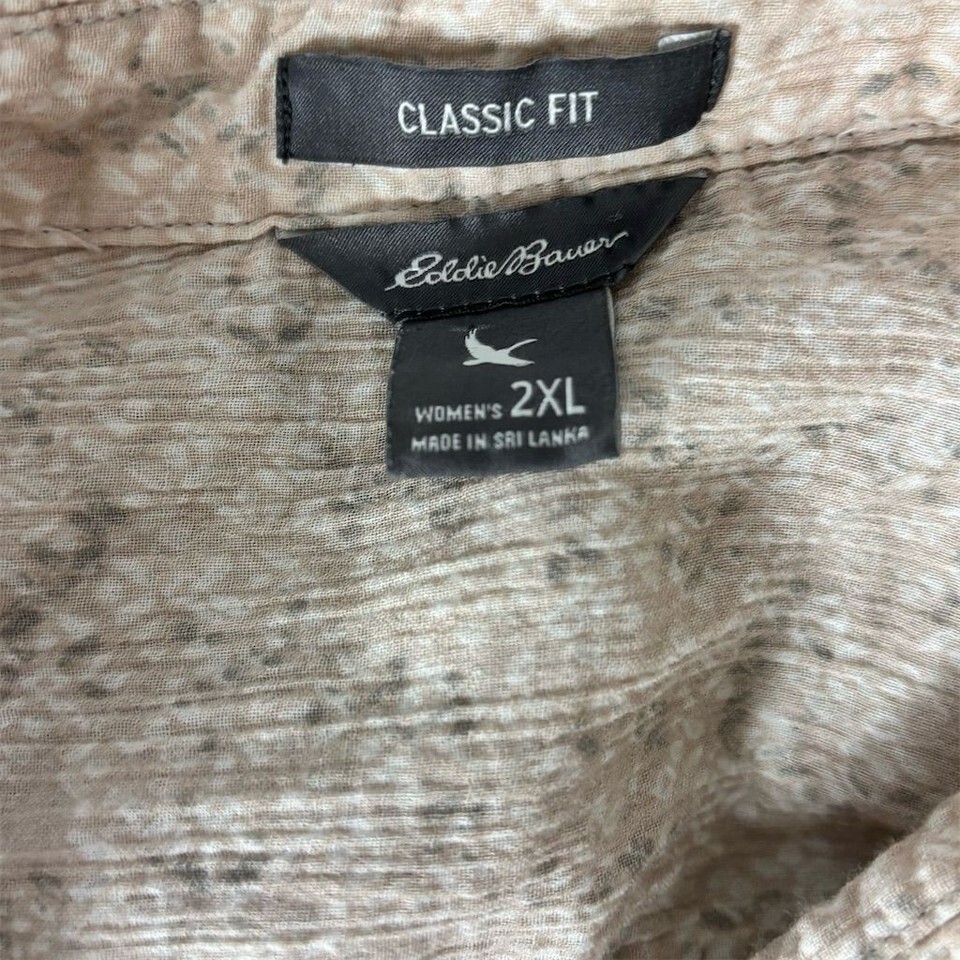 CLASSIC FIT
Eddie Bauer
WOMEN'S 2XL
MADE IN SRI LANKA